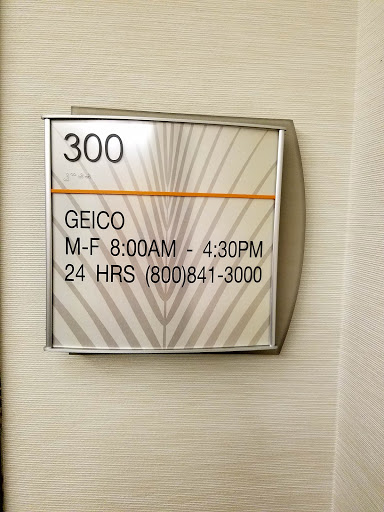 300
GEICO
M-F 8:00AM - 4:30PM
24 HRS (800)841-3000